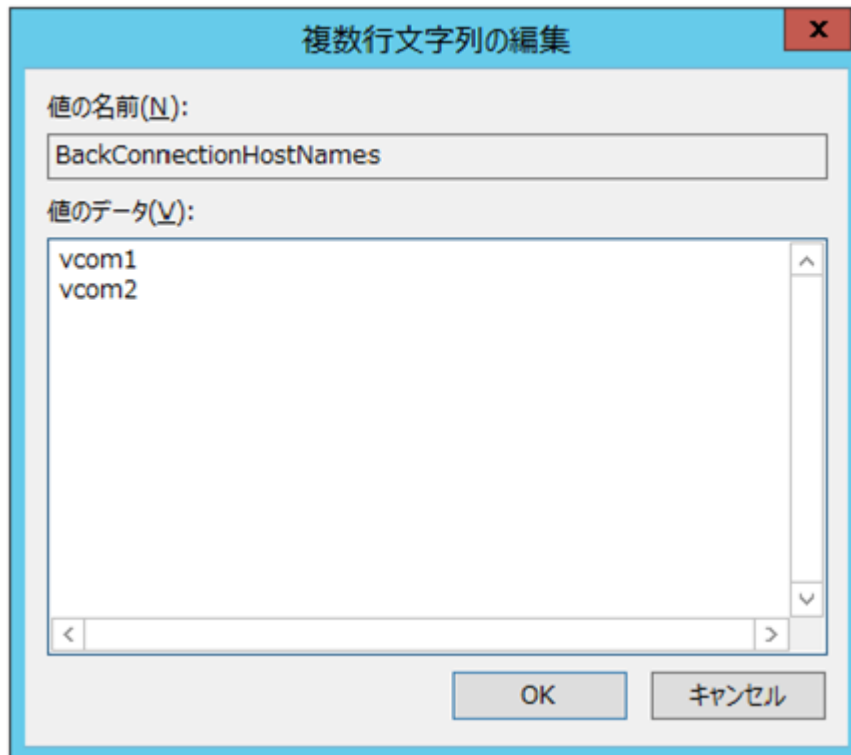 複数行文字列の編集
x
値の名前(N):
BackConnectionHostNames
値のデータ(V):
vcom1
vcom2
OK
キャンセル